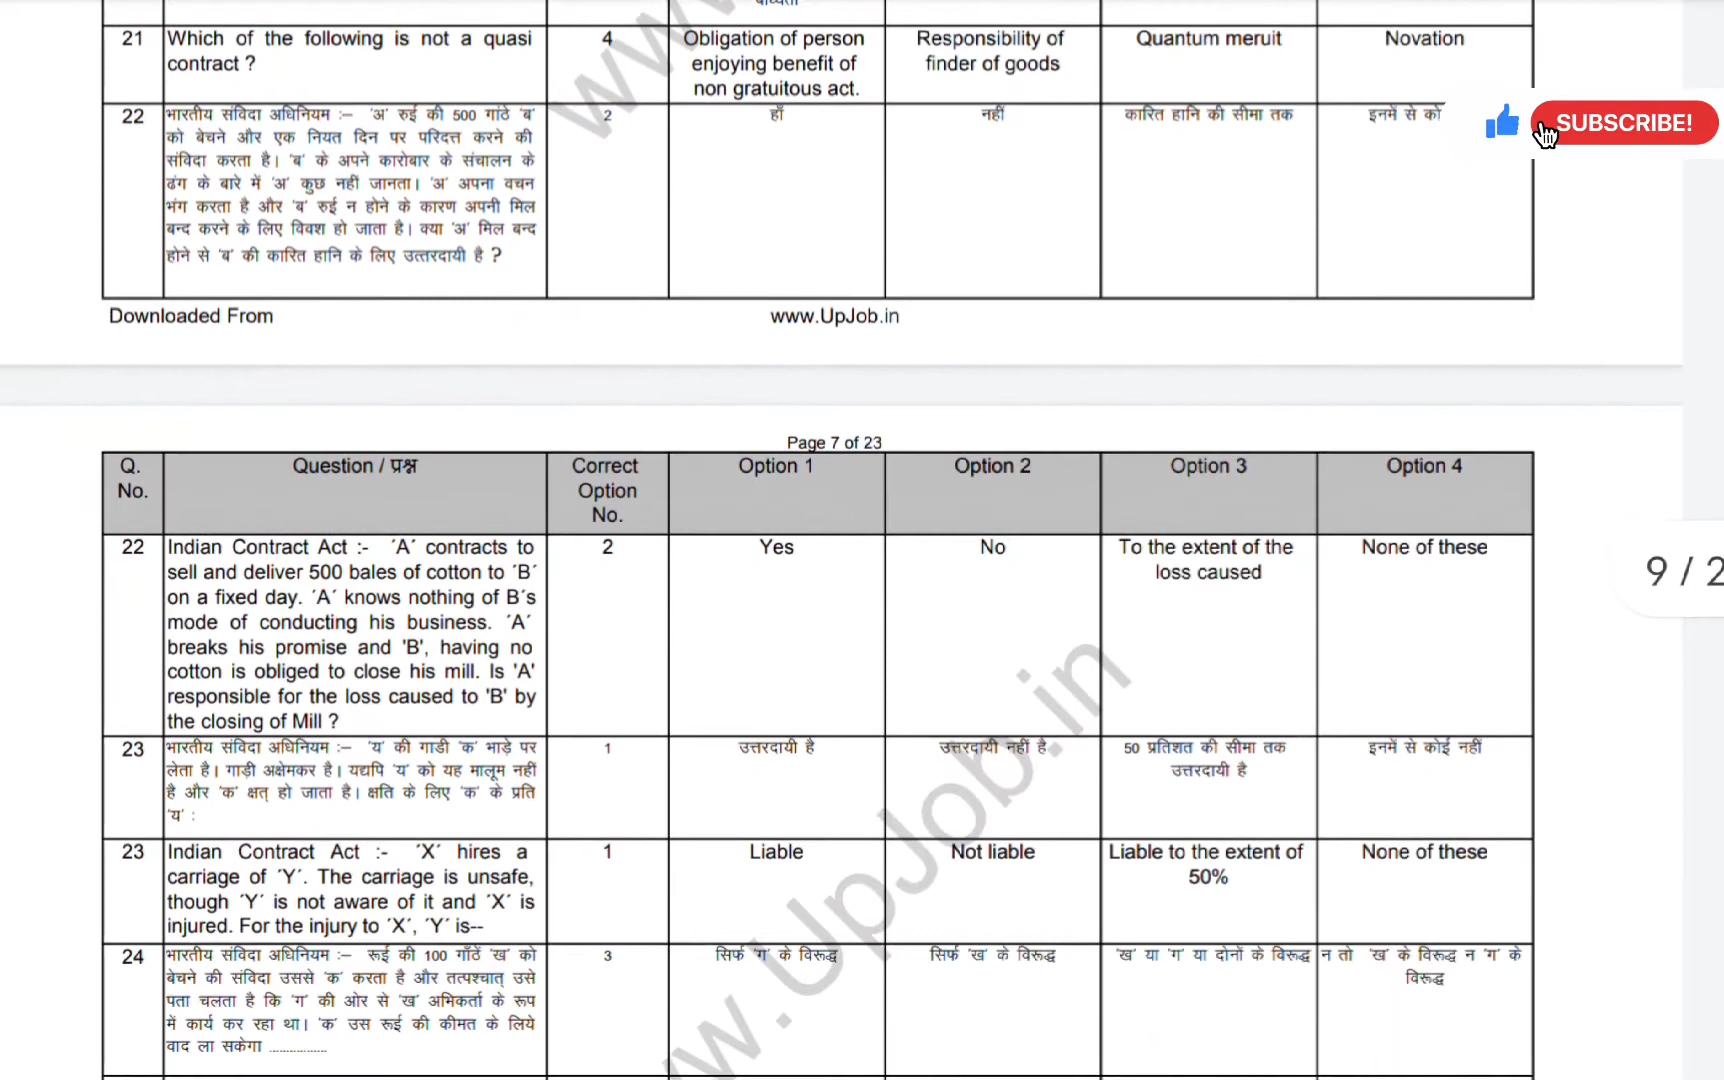 बाध्यता
21 Which of the following is not a quasi 4 Obligation of person Responsibility of Quantum meruit Novation
contract ? enjoying benefit of finder of goods
non gratuitous act.
22 भारतीय संविदा अधिनियम :– 'अ' रुई की 500 गांठे 'ब' 2 हाँ नहीं कारित हानि की सीमा तक इनमें से को
को बेचने और एक नियत दिन पर परिदत्त करने की
संविदा करता है। 'ब' के अपने कारोबार के संचालन के
ढंग के बारे में 'अ' कुछ नहीं जानता। 'अ' अपना वचन
भंग करता है और 'ब' रुई न होने के कारण अपनी मिल
बन्द करने के लिए विवश हो जाता है। क्या 'अ' मिल बन्द
होने से 'ब' की कारित हानि के लिए उत्तरदायी है ?
SUBSCRIBE!
Downloaded From www.UpJob.in
Page 7 of 23
Q. Question / प्रश्न Correct Option 1 Option 2 Option 3 Option 4
No. Option
No.
9 / 2
22 Indian Contract Act :- ´A´ contracts to 2 Yes No To the extent of the None of these
sell and deliver 500 bales of cotton to ´B´ loss caused
on a fixed day. ´A´ knows nothing of B´s
mode of conducting his business. ´A´
breaks his promise and 'B', having no
cotton is obliged to close his mill. Is 'A'
responsible for the loss caused to 'B' by
the closing of Mill ?
23 भारतीय संविदा अधिनियम :– 'य' की गाडी 'क' भाड़े पर 1 उत्तरदायी है उत्तरदायी नहीं है 50 प्रतिशत की सीमा तक इनमें से कोई नहीं
लेता है। गाड़ी अक्षेमकर है। यद्यपि 'य' को यह मालूम नहीं उत्तरदायी है
है और 'क' क्षत् हो जाता है। क्षति के लिए 'क' के प्रति
'य' :
23 Indian Contract Act :- ´X´ hires a 1 Liable Not liable Liable to the extent of None of these
carriage of ´Y´. The carriage is unsafe, 50%
though ´Y´ is not aware of it and ´X´ is
injured. For the injury to ´X´, ´Y´ is--
24 भारतीय संविदा अधिनियम :– रूई की 100 गाँठें 'ख' को 3 सिर्फ 'ग' के विरूद्ध सिर्फ 'ख' के विरूद्ध 'ख' या 'ग' या दोनों के विरूद्ध न तो 'ख' के विरूद्ध न 'ग' के
बेचने की संविदा उससे 'क' करता है और तत्पश्चात् उसे विरूद्ध
पता चलता है कि 'ग' की ओर से 'ख' अभिकर्ता के रूप
में कार्य कर रहा था। 'क' उस रूई की कीमत के लिये
वाद ला सकेगा .................
www
w.UpJob.in